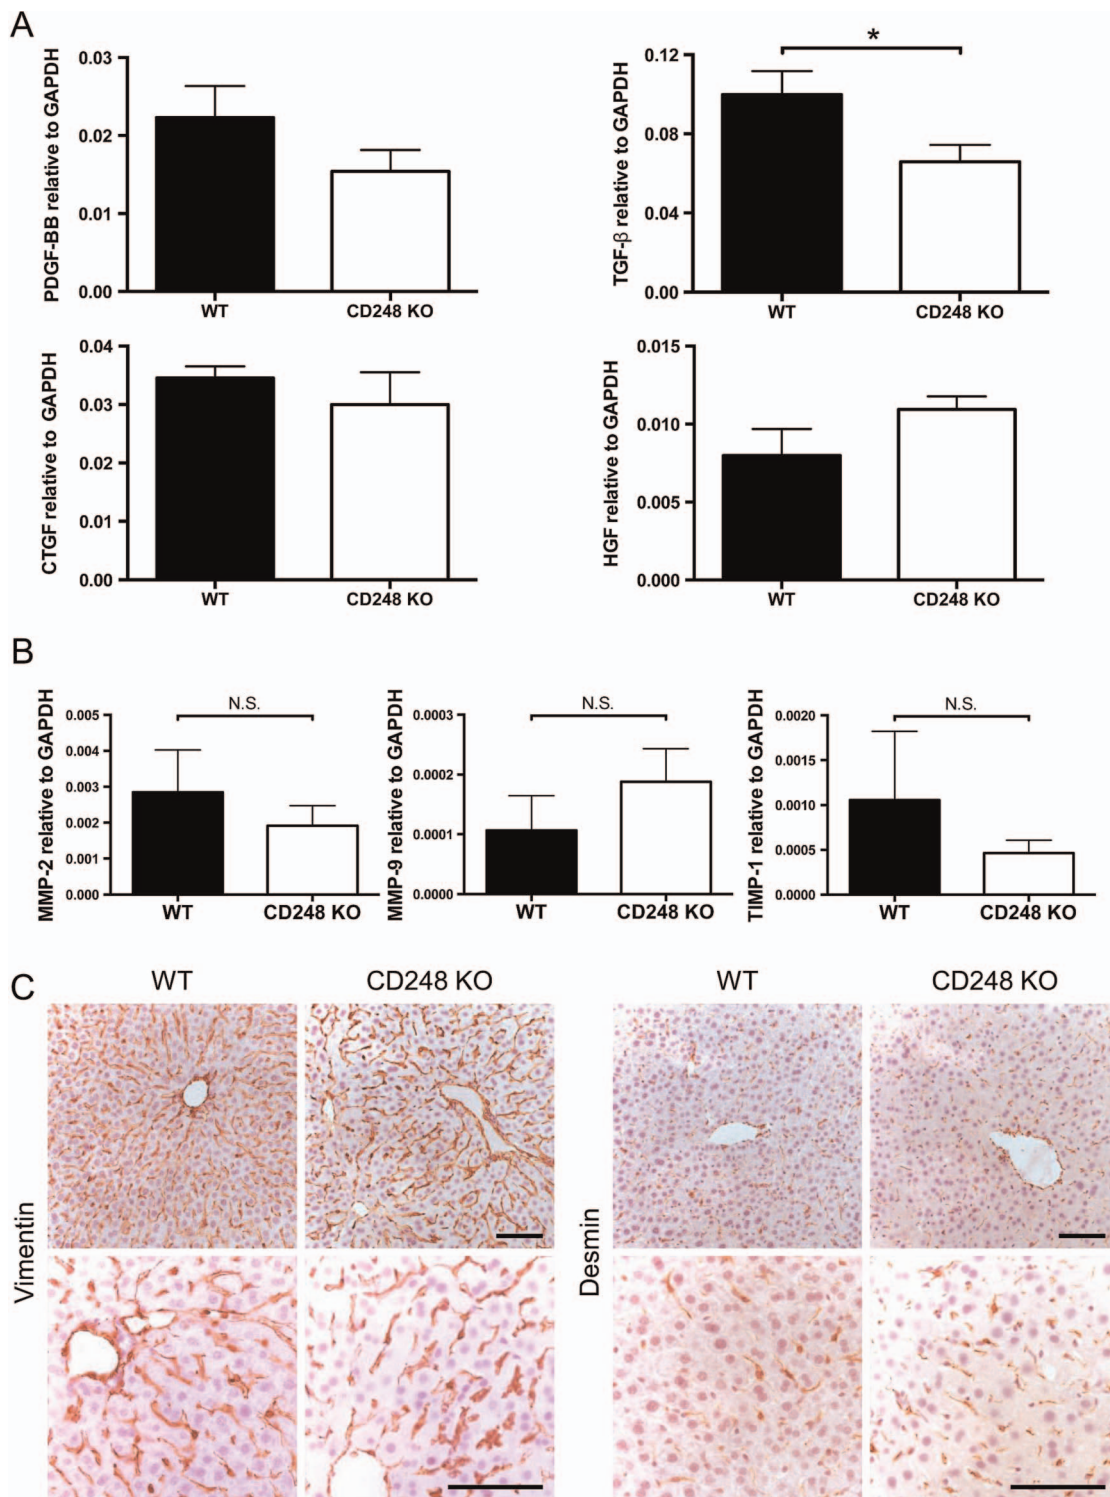 A
PDGF-BB relative to GAPDH
0.03
0.02
0.01
0.00
WT
CD248 KO
TGF-β relative to GAPDH
0.12
0.08
0.04
0.00
*
WT
CD248 KO
CTGF relative to GAPDH
0.04
0.03
0.02
0.01
0.00
WT
CD248 KO
HGF relative to GAPDH
0.015
0.010
0.005
0.000
WT
CD248 KO
B
MMP-2 relative to GAPDH
0.005
0.004
0.003
0.002
0.001
0.000
N.S.
WT
CD248 KO
MMP-9 relative to GAPDH
0.0003
0.0002
0.0001
0.0000
N.S.
WT
CD248 KO
TIMP-1 relative to GAPDH
0.0020
0.0015
0.0010
0.0005
0.0000
N.S.
WT
CD248 KO
C
WT
CD248 KO
WT
CD248 KO
Vimentin
Desmin